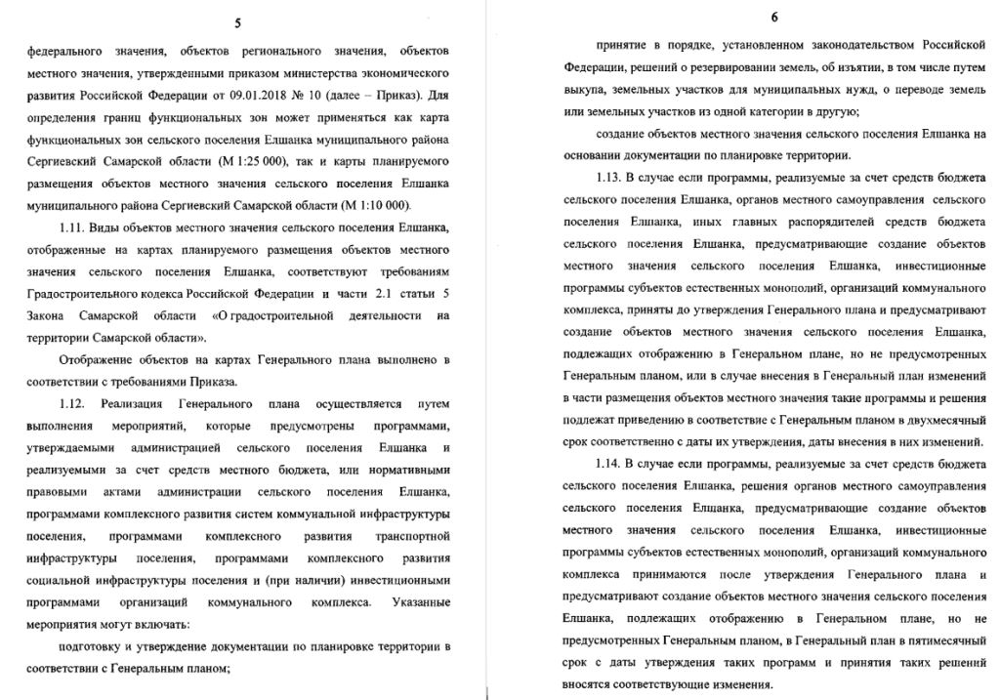 5
федерального значения, объектов регионального значения, объектов
местного значения, утвержденными приказом министерства экономического
развития Российской Федерации от 09.01.2018 № 10 (далее – Приказ). Для
определения границ функциональных зон может применяться как карта
функциональных зон сельского поселения Елшанка муниципального района
Сергиевский Самарской области (М 1:25 000), так и карты планируемого
размещения объектов местного значения сельского поселения Елшанка
муниципального района Сергиевский Самарской области (М 1:10 000).
1.11. Виды объектов местного значения сельского поселения Елшанка,
отображенные на картах планируемого размещения объектов местного
значения сельского поселения Елшанка, соответствуют требованиям
Градостроительного кодекса Российской Федерации и части 2.1 статьи 5
Закона Самарской области «О градостроительной деятельности на
территории Самарской области».
Отображение объектов на картах Генерального плана выполнено в
соответствии с требованиями Приказа.
1.12. Реализация Генерального плана осуществляется путем
выполнения мероприятий, которые предусмотрены программами,
утверждаемыми администрацией сельского поселения Елшанка и
реализуемыми за счет средств местного бюджета, или нормативными
правовыми актами администрации сельского поселения Елшанка,
программами комплексного развития систем коммунальной инфраструктуры
поселения, программами комплексного развития транспортной
инфраструктуры поселения, программами комплексного развития
социальной инфраструктуры поселения и (при наличии) инвестиционными
программами организаций коммунального комплекса. Указанные
мероприятия могут включать:
подготовку и утверждение документации по планировке территории в
соответствии с Генеральным планом;
6
принятие в порядке, установленном законодательством Российской
Федерации, решений о резервировании земель, об изъятии, в том числе путем
выкупа, земельных участков для муниципальных нужд, о переводе земель
или земельных участков из одной категории в другую;
создание объектов местного значения сельского поселения Елшанка на
основании документации по планировке территории.
1.13. В случае если программы, реализуемые за счет средств бюджета
сельского поселения Елшанка, органов местного самоуправления сельского
поселения Елшанка, иных главных распорядителей средств бюджета
сельского поселения Елшанка, предусматривающие создание объектов
местного значения сельского поселения Елшанка, инвестиционные
программы субъектов естественных монополий, организаций коммунального
комплекса, приняты до утверждения Генерального плана и предусматривают
создание объектов местного значения сельского поселения Елшанка,
подлежащих отображению в Генеральном плане, но не предусмотренных
Генеральным планом, или в случае внесения в Генеральный план изменений
в части размещения объектов местного значения такие программы и решения
подлежат приведению в соответствие с Генеральным планом в двухмесячный
срок соответственно с даты их утверждения, даты внесения в них изменений.
1.14. В случае если программы, реализуемые за счет средств бюджета
сельского поселения Елшанка, решения органов местного самоуправления
сельского поселения Елшанка, предусматривающие создание объектов
местного значения сельского поселения Елшанка, инвестиционные
программы субъектов естественных монополий, организаций коммунального
комплекса принимаются после утверждения Генерального плана и
предусматривают создание объектов местного значения сельского поселения
Елшанка, подлежащих отображению в Генеральном плане, но не
предусмотренных Генеральным планом, в Генеральный план в пятимесячный
срок с даты утверждения таких программ и принятия таких решений
вносятся соответствующие изменения.